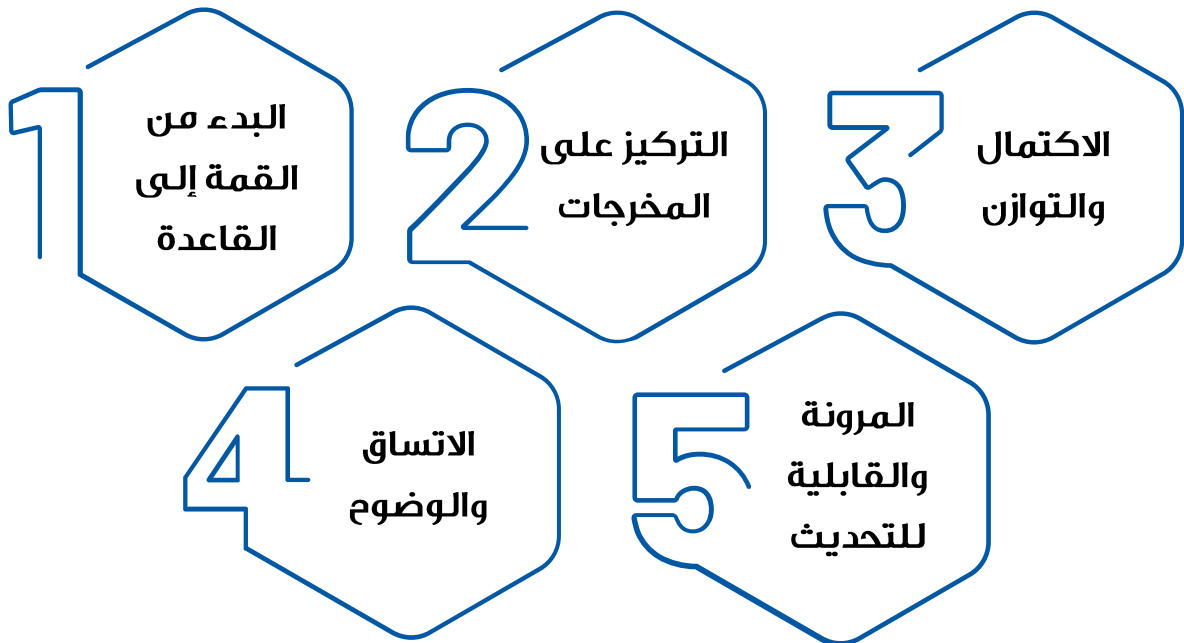 1
البدء من
القمة إلى
القاعدة
2
التركيز على
المخرجات
3
الاكتمال
والتوازن
4
الاتساق
والوضوح
5
المرونة
والقابلية
للتحديث